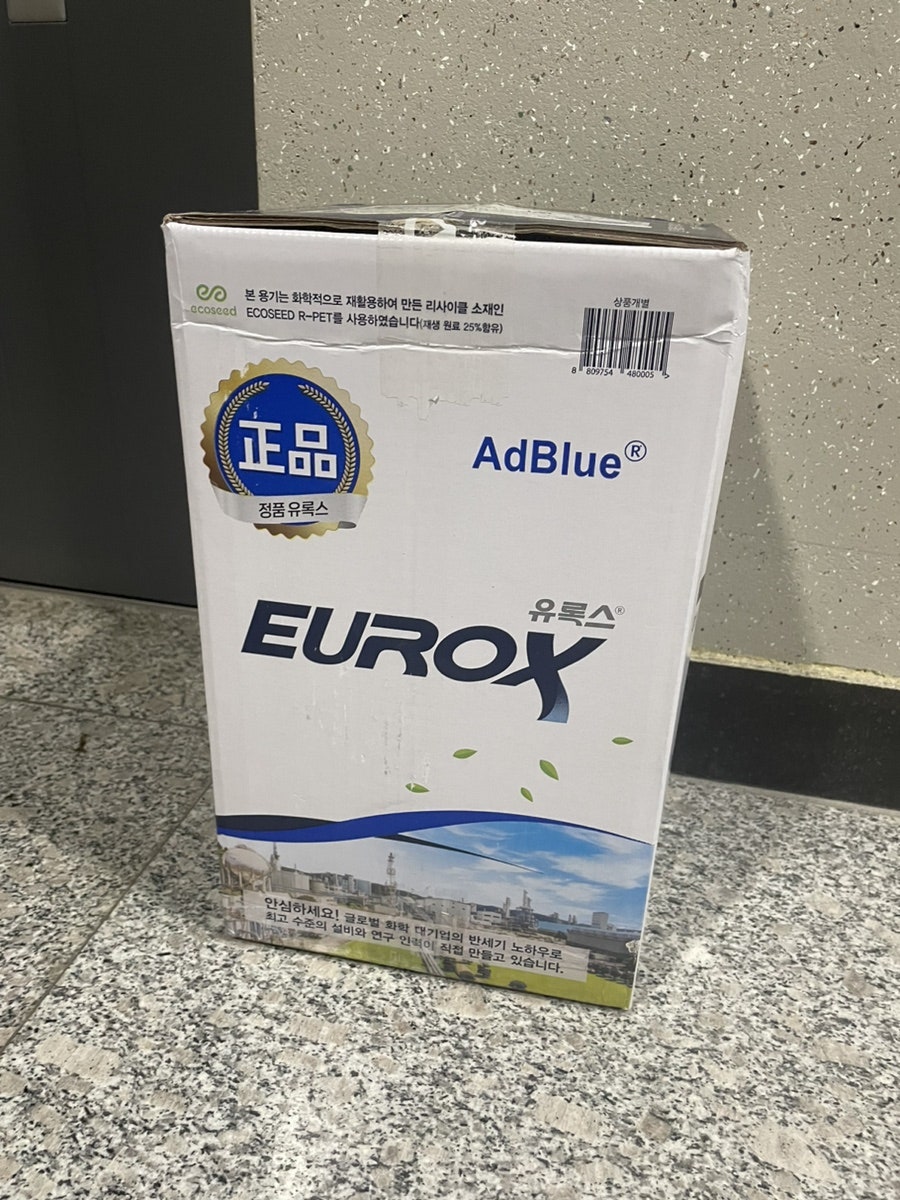 ecoseed
본 용기는 화학적으로 재활용하여 만든 리사이클 소재인
ECOSEED R-PET를 사용하였습니다(재생 원료 25%함유)
상품개별
8 809754 480005 >
正品
정품 유록스
AdBlue®
유록스®
EUROX
안심하세요! 글로벌 화학 대기업의 반세기 노하우로
최고 수준의 설비와 연구 인력이 직접 만들고 있습니다.